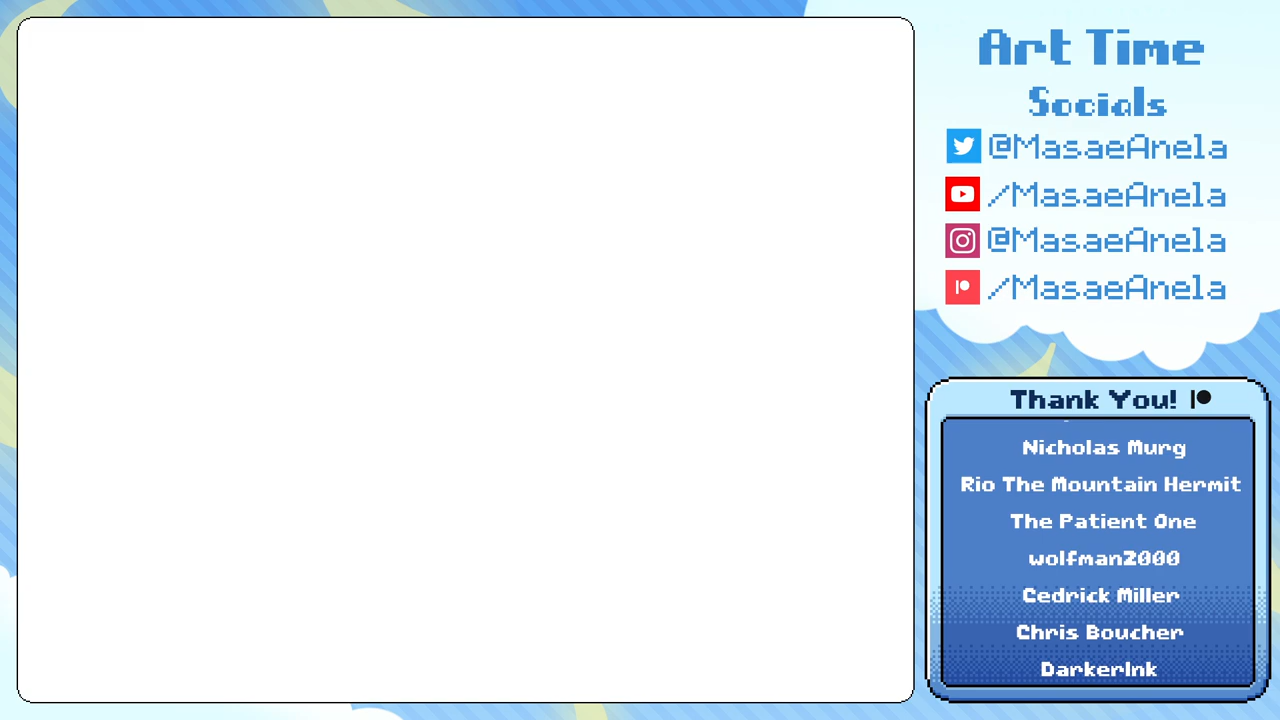 Art Time
Socials
@MasaeAnela
/MasaeAnela
@MasaeAnela
/MasaeAnela
Thank You!
Nicholas Murg
Rio The Mountain Hermit
The Patient One
wolfman2000
Cedrick Miller
Chris Boucher
DarkerInk